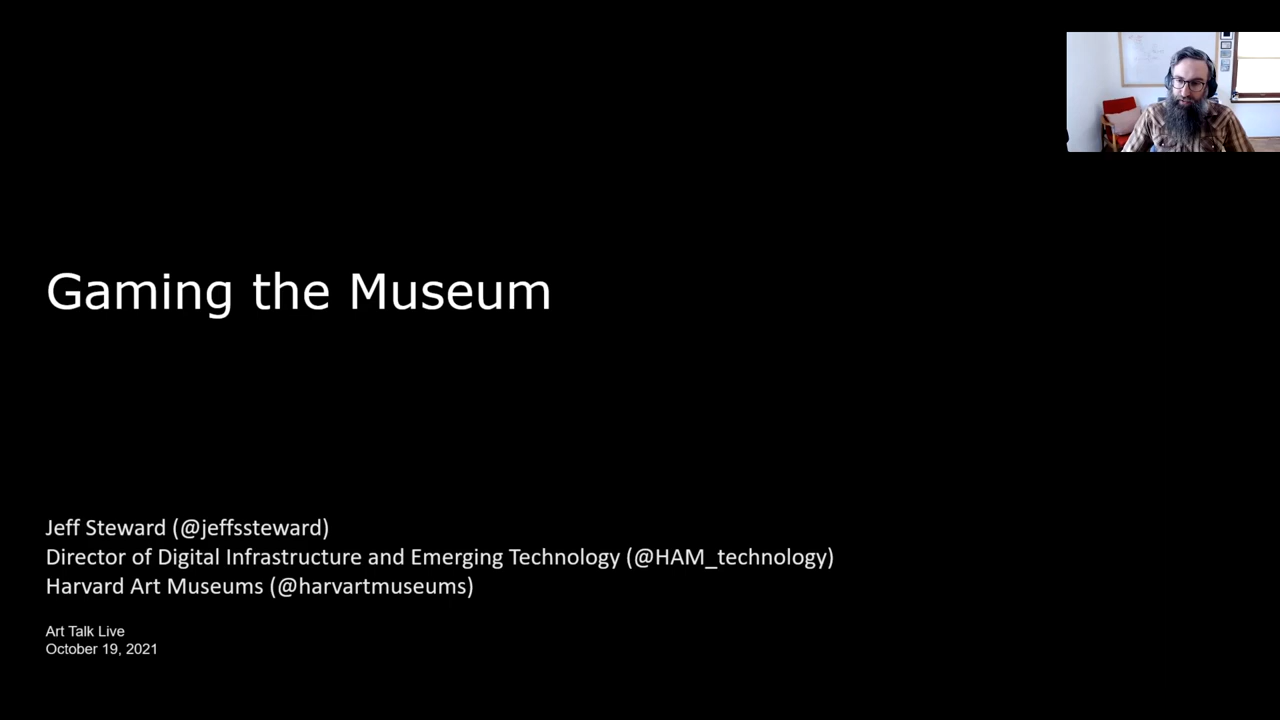 Gaming the Museum
Jeff Steward (@jeffssteward)
Director of Digital Infrastructure and Emerging Technology (@HAM_technology)
Harvard Art Museums (@harvartmuseums)
Art Talk Live
October 19, 2021